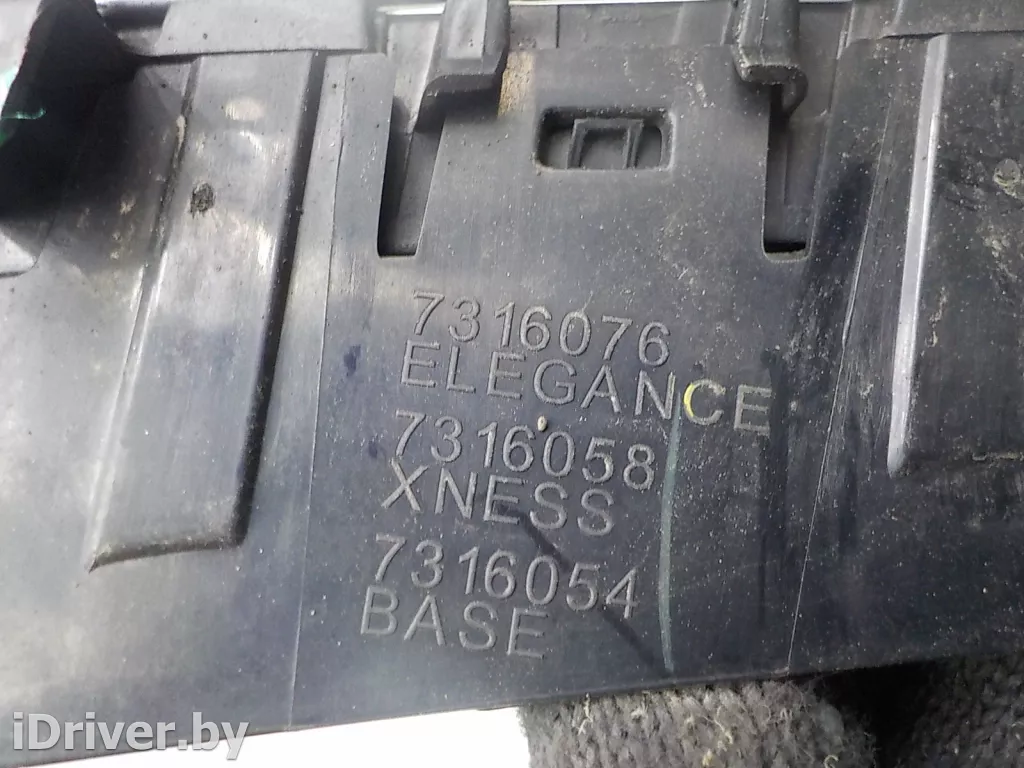 7316076
ELEGANCE
7316058
XNESS
7316054
BASE
iDriver.by